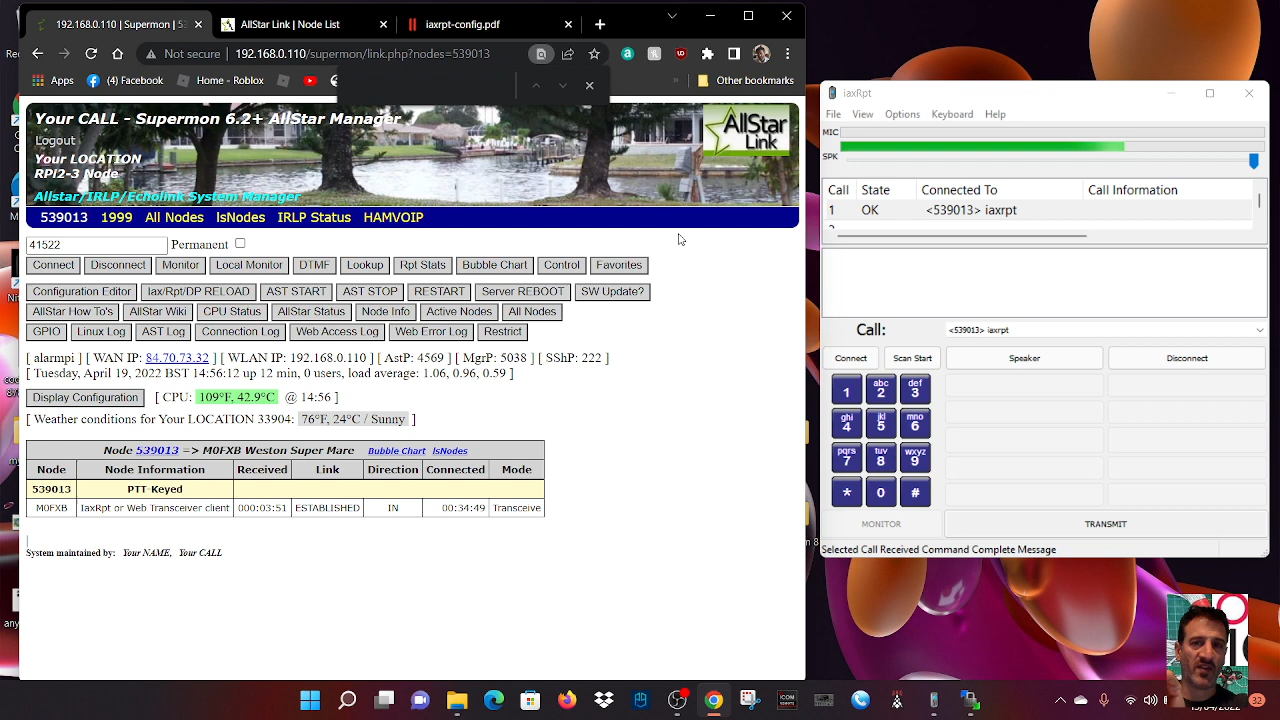 192.168.0.110 | Supermon | 53
AllStar Link | Node List
iaxrpt-config.pdf
Not secure
192.168.0.110/supermon/link.php?nodes=539013
Apps
(4) Facebook
Home - Roblox
Other bookmarks
Your CALL - Supermon 6.2+ AllStar Manager
Logout
Your LOCATION
RPI2-3 Node
Allstar/IRLP/Echolink System Manager
AllStar
Link
539013 1999 All Nodes lsNodes IRLP Status HAMVOIP
41522 Permanent
Connect Disconnect Monitor Local Monitor DTMF Lookup Rpt Stats Bubble Chart Control Favorites
Configuration Editor Iax/Rpt/DP RELOAD AST START AST STOP RESTART Server REBOOT SW Update?
AllStar How To's AllStar Wiki CPU Status AllStar Status Node Info Active Nodes All Nodes
GPIO Linux Log AST Log Connection Log Web Access Log Web Error Log Restrict
[ alarmpi ] [ WAN IP: 84.70.73.32 ] [ WLAN IP: 192.168.0.110 ] [ AstP: 4569 ] [ MgrP: 5038 ] [ SShP: 222 ]
[ Tuesday, April 19, 2022 BST 14:56:12 up 12 min, 0 users, load average: 1.06, 0.96, 0.59 ]
Display Configuration [ CPU: 109°F, 42.9°C @ 14:56 ]
[ Weather conditions for Your LOCATION 33904: 76°F, 24°C / Sunny ]
Node 539013 => M0FXB Weston Super Mare Bubble Chart lsNodes
Node Node Information Received Link Direction Connected Mode
539013 PTT-Keyed
M0FXB IaxRpt or Web Transceiver client 000:03:51 ESTABLISHED IN 00:34:49 Transceive
System maintained by: Your NAME, Your CALL
iaxRpt
File View Options Keyboard Help
MIC
SPK
Call State Connected To Call Information
1 OK <539013> iaxrpt
Call: <539013> iaxrpt
Connect Scan Start Speaker Disconnect
1 abc 2 def 3
ghi 4 jkl 5 mno 6
pqrs 7 tuv 8 wxyz 9
* 0 #
MONITOR TRANSMIT
Selected Call Received Command Complete Message
ICOM
32